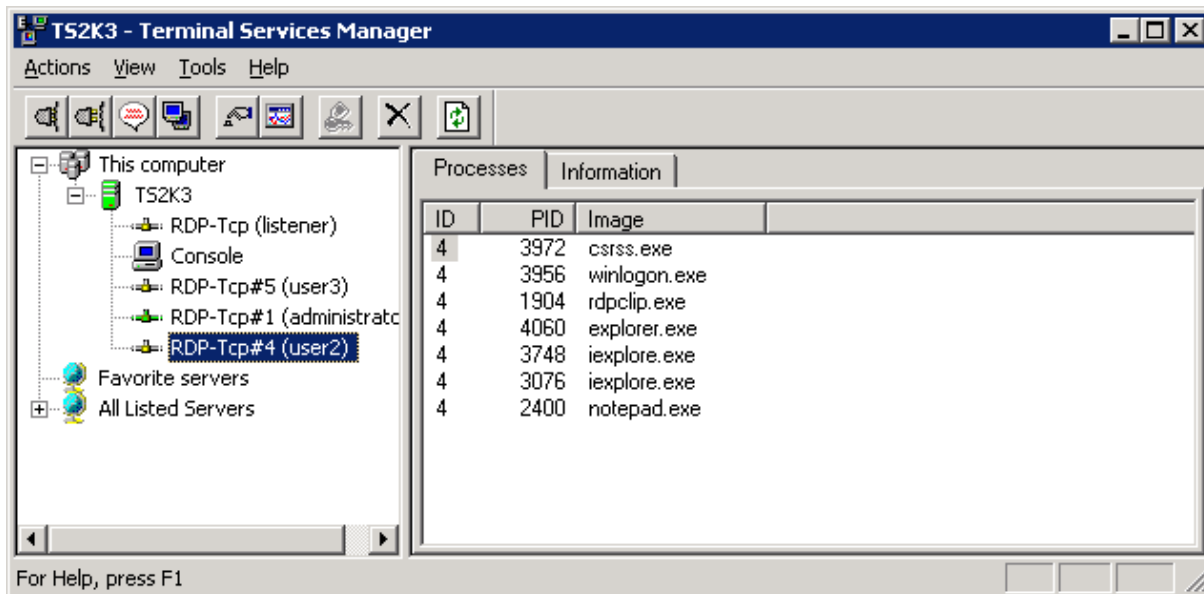 TS2K3 - Terminal Services Manager
Actions View Tools Help
This computer
TS2K3
RDP-Tcp (listener)
Console
RDP-Tcp#5 (user3)
RDP-Tcp#1 (administratc
RDP-Tcp#4 (user2)
Favorite servers
All Listed Servers
Processes Information
ID PID Image
4 3972 csrss.exe
4 3956 winlogon.exe
4 1904 rdpclip.exe
4 4060 explorer.exe
4 3748 iexplore.exe
4 3076 iexplore.exe
4 2400 notepad.exe
For Help, press F1